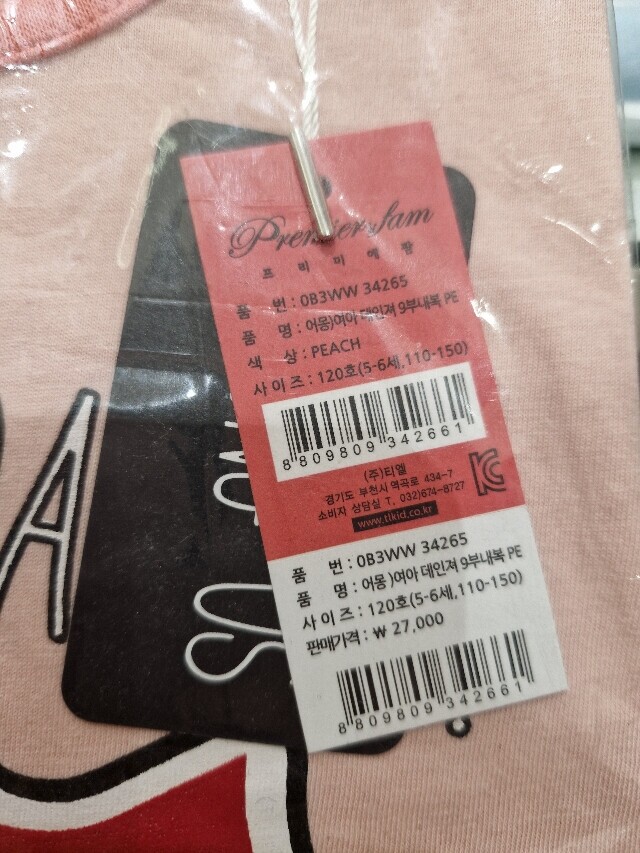 Premier fam
프리미에쌈
품 번 : 0B3WW 34265
품 명 : 어몽)여아 데인져 9부내복 PE
색 상 : PEACH
사 이 즈 : 120호(5-6세,110-150)
8 809809 342661
(주)티엘
경기도 부천시 역곡로 434-7
소비자 상담실 T. 032)674-8727
www.tlkid.co.kr
품 번 : 0B3WW 34265
품 명 : 어몽 )여아 데인져 9부내복 PE
사 이 즈 : 120호(5-6세,110-150)
판매가격 : ₩ 27,000
8 809809 342661
A
SO